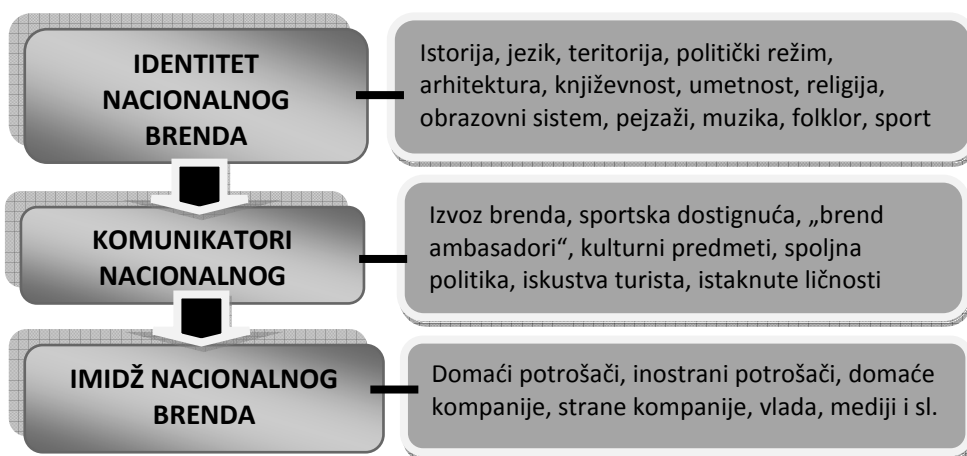 IDENTITET
NACIONALNOG
BRENDA
Istorija, jezik, teritorija, politički režim,
arhitektura, književnost, umetnost, religija,
obrazovni sistem, pejzaži, muzika, folklor, sport
KOMUNIKATORI
NACIONALNOG
Izvoz brenda, sportska dostignuća, „brend
ambasadori“, kulturni predmeti, spoljna
politika, iskustva turista, istaknute ličnosti
IMIDŽ NACIONALNOG
BRENDA
Domaći potrošači, inostrani potrošači, domaće
kompanije, strane kompanije, vlada, mediji i sl.